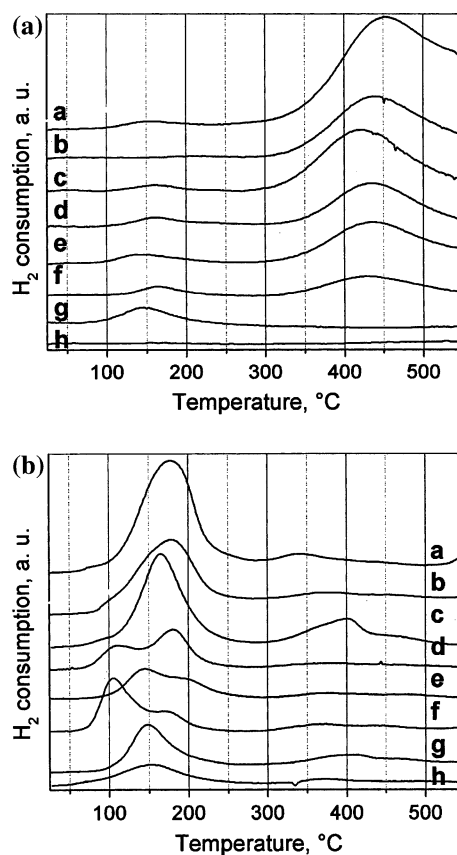 (a)
a
b
c
d
e
f
g
h
H2 consumption, a. u.
100 200 300 400 500
Temperature, °C
(b)
a
b
c
d
e
f
g
h
H2 consumption, a. u.
100 200 300 400 500
Temperature, °C